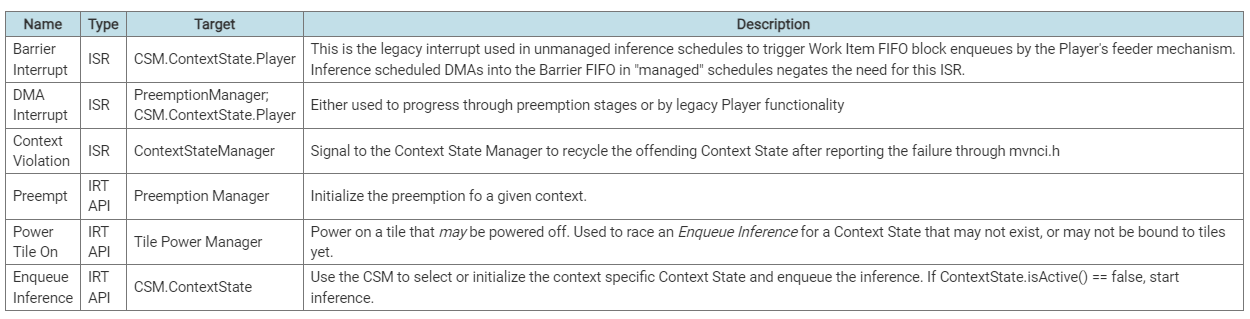 Name Type Target Description
Barrier Interrupt ISR CSM.ContextState.Player This is the legacy interrupt used in unmanaged inference schedules to trigger Work Item FIFO block enqueues by the Player's feeder mechanism.
Inference scheduled DMAs into the Barrier FIFO in "managed" schedules negates the need for this ISR.
DMA Interrupt ISR PreemptionManager;
CSM.ContextState.Player Either used to progress through preemption stages or by legacy Player functionality
Context Violation ISR ContextStateManager Signal to the Context State Manager to recycle the offending Context State after reporting the failure through mvnci.h
Preempt IRT API Preemption Manager Initialize the preemption fo a given context.
Power Tile On IRT API Tile Power Manager Power on a tile that may be powered off. Used to race an Enqueue Inference for a Context State that may not exist, or may not be bound to tiles
yet.
Enqueue Inference IRT API CSM.ContextState Use the CSM to select or initialize the context specific Context State and enqueue the inference. If ContextState.isActive() == false, start
inference.